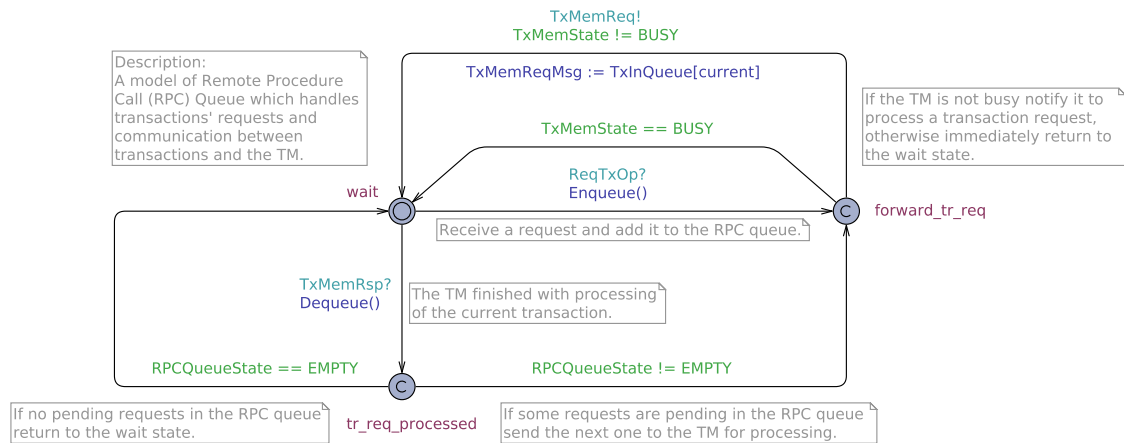 TxMemReq!
TxMemState != BUSY
TxMemReqMsg := TxInQueue[current]
Description:
A model of Remote Procedure
Call (RPC) Queue which handles
transactions' requests and
communication between
transactions and the TM.
If the TM is not busy notify it to
process a transaction request,
otherwise immediately return to
the wait state.
TxMemState == BUSY
ReqTxOp?
Enqueue()
wait
C
forward_tr_req
Receive a request and add it to the RPC queue.
TxMemRsp?
Dequeue()
The TM finished with processing
of the current transaction.
RPCQueueState == EMPTY
RPCQueueState != EMPTY
C
tr_req_processed
If no pending requests in the RPC queue
return to the wait state.
If some requests are pending in the RPC queue
send the next one to the TM for processing.